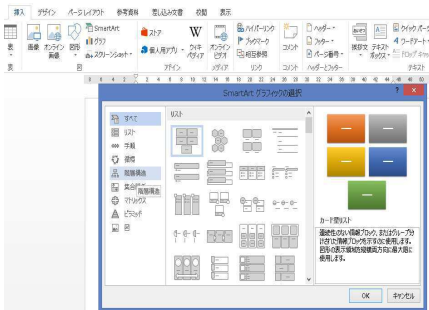 挿入 デザイン ページレイアウト 参考資料 差し込み文書 校閲 表示
表
画像 オンライン画像 図形
SmartArt
グラフ
スクリーンショット
ストア
個人用アプリ
ウィキペディア
オンラインビデオ
ハイパーリンク
ブックマーク
相互参照
コメント
ヘッダー
フッター
ページ番号
挨拶文 テキストボックス
クイックパーツ
ワードアート
ドロップキャップ
表 図 アドイン メディア リンク コメント ヘッダーとフッター テキスト
SmartArt グラフィックの選択
すべて
リスト
手順
循環
階層構造
集合
階層構造
マトリックス
ピラミッド
図
リスト
カード型リスト
連続性のない情報ブロック、またはグループ分
けされた情報ブロックを示すのに使用します。
図形の表示領域を縦横両方向に最大限に
使用します。
OK キャンセル